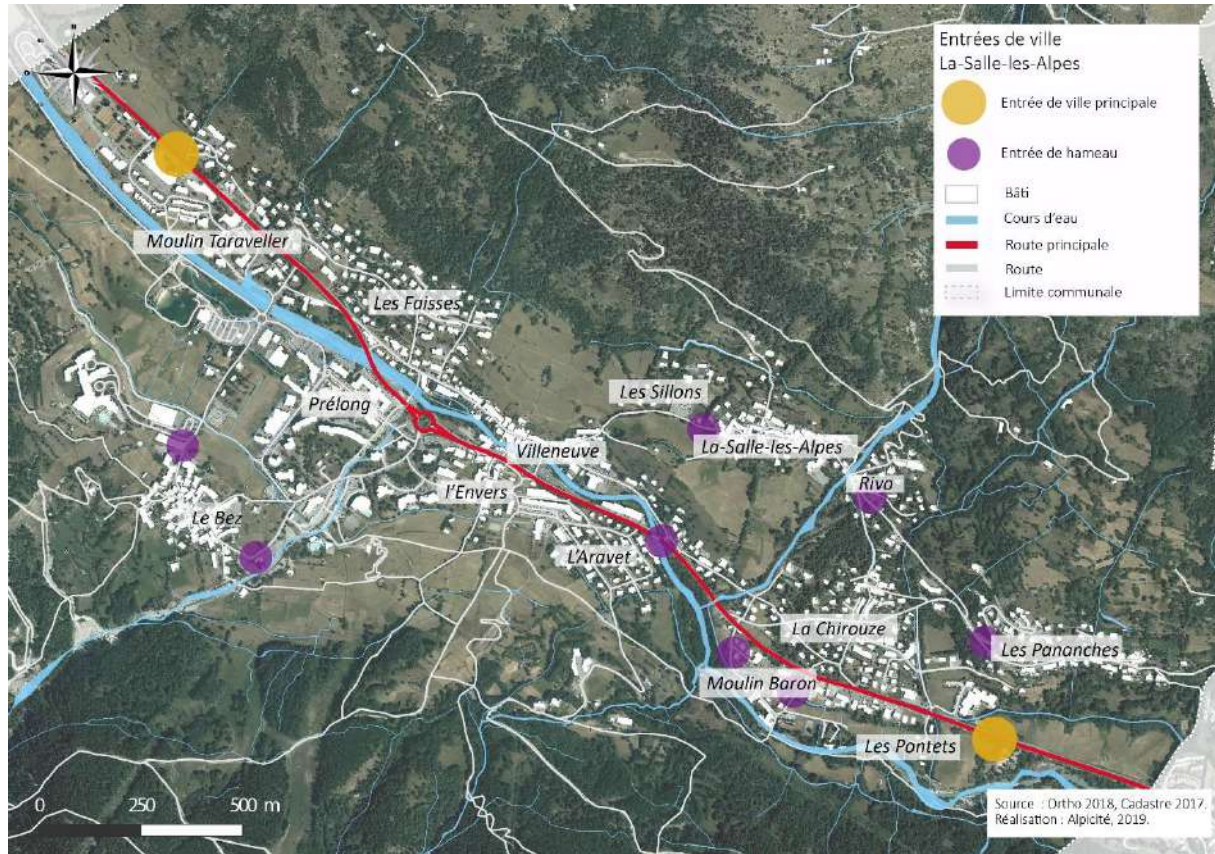 Entrées de ville
La-Salle-les-Alpes
Entrée de ville principale
Entrée de hameau
Bâti
Cours d'eau
Route principale
Route
Limite communale
N
Moulin Taraveller
Les Faisses
Prélong
Les Sillons
La-Salle-les-Alpes
Villeneuve
l'Envers
Rivo
Le Bez
L'Aravet
La Chirouze
Les Pananches
Moulin Baron
Les Pontets
0 250 500 m
Source : Ortho 2018, Cadastre 2017.
Réalisation : Alpicité, 2019.